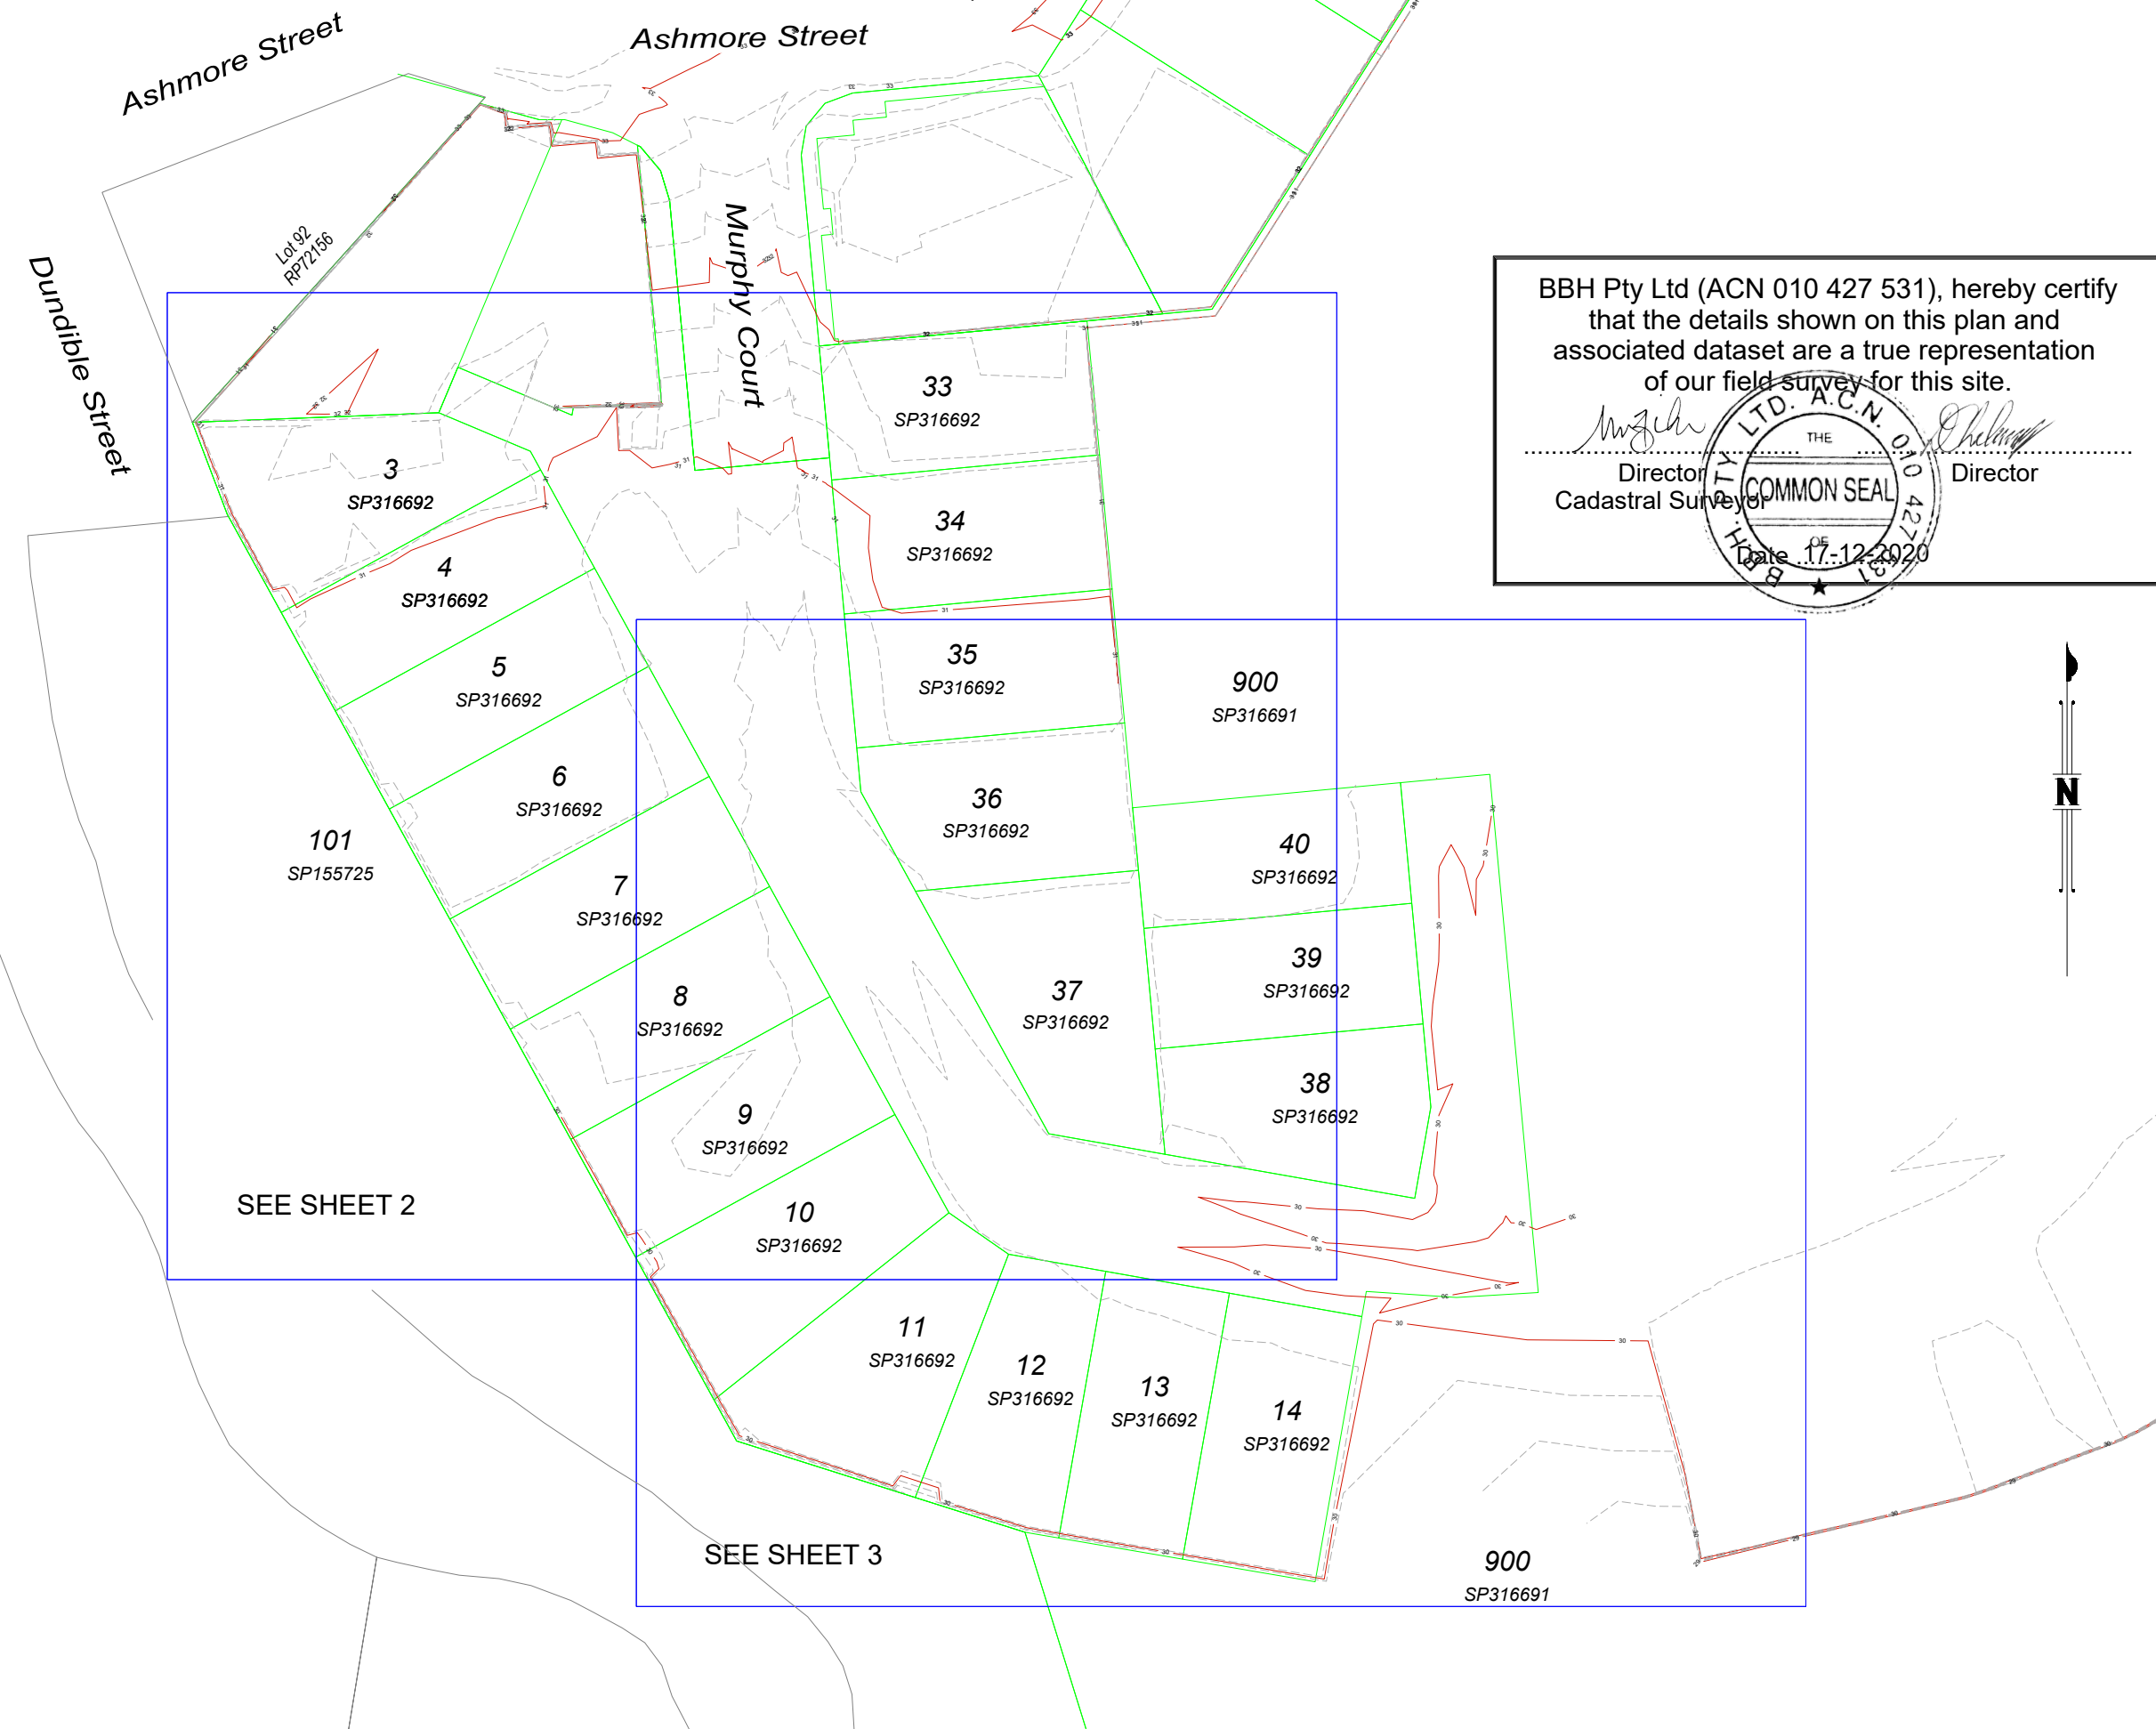 Ashmore Street
Ashmore Street
Dundible Street
Murphy Court
Lot 92
RP72156
BBH Pty Ltd (ACN 010 427 531), hereby certify
that the details shown on this plan and
associated dataset are a true representation
of our field survey for this site.
Director
Cadastral Surveyor
Director
Date 17-12-2020
B.B.H. PTY. LTD. A.C.N. 010 427 531
THE
COMMON SEAL
OF
N
33
SP316692
3
SP316692
34
SP316692
4
SP316692
35
SP316692
5
SP316692
900
SP316691
6
SP316692
36
SP316692
101
SP155725
40
SP316692
7
SP316692
39
SP316692
8
SP316692
37
SP316692
38
SP316692
9
SP316692
SEE SHEET 2
10
SP316692
11
SP316692
12
SP316692
13
SP316692
14
SP316692
SEE SHEET 3
900
SP316691